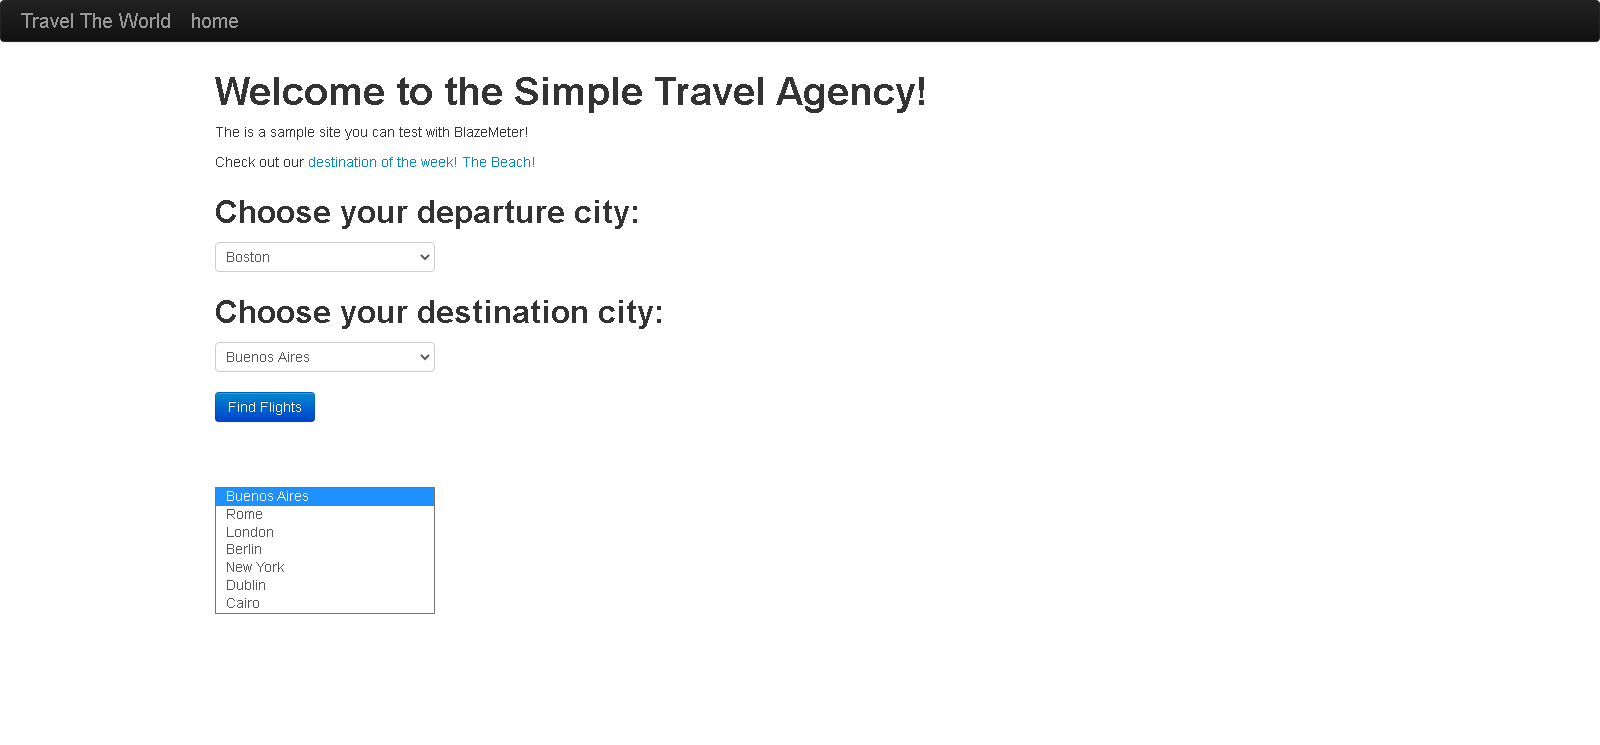 Travel The World home
Welcome to the Simple Travel Agency!
The is a sample site you can test with BlazeMeter!
Check out our destination of the week! The Beach!
Choose your departure city:
Boston
Choose your destination city:
Buenos Aires
Find Flights
Buenos Aires
Rome
London
Berlin
New York
Dublin
Cairo